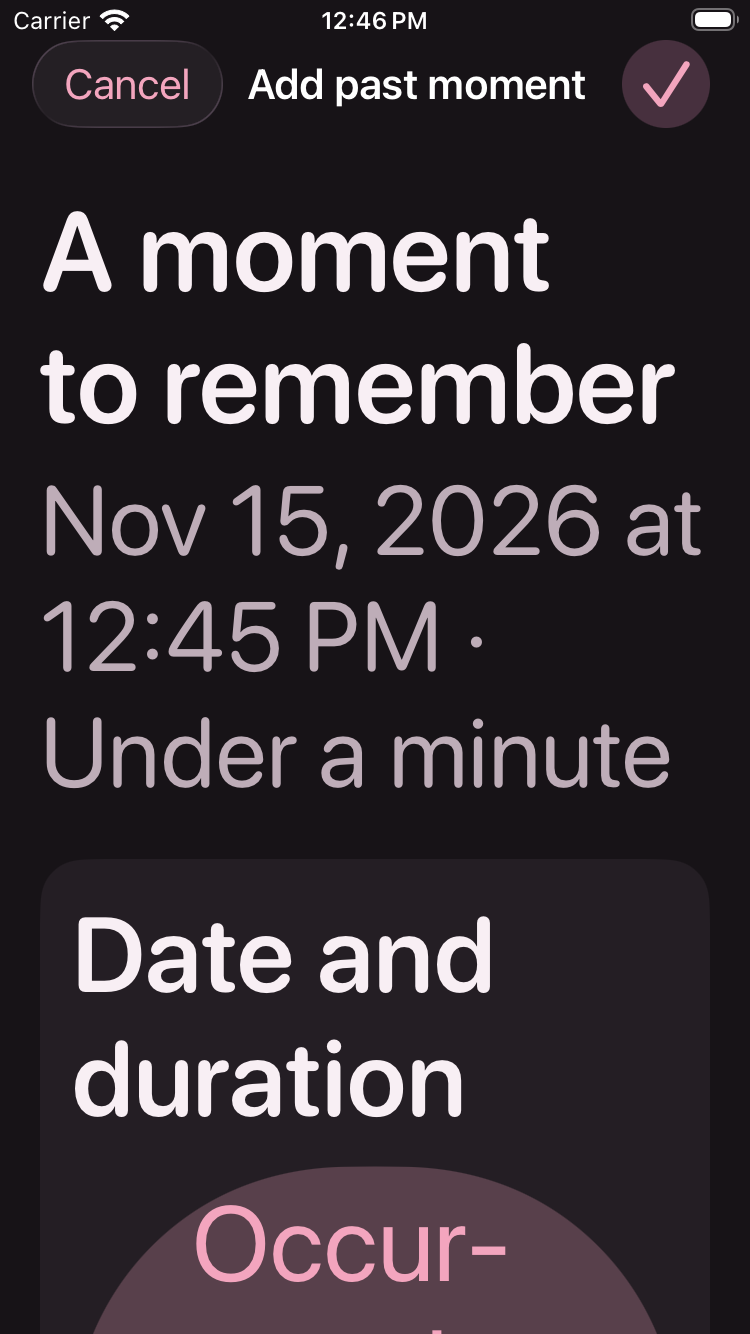 Carrier 12:46 PM
Cancel Add past moment
A moment
to remember
Nov 15, 2026 at
12:45 PM ·
Under a minute
Date and
duration
Occur-